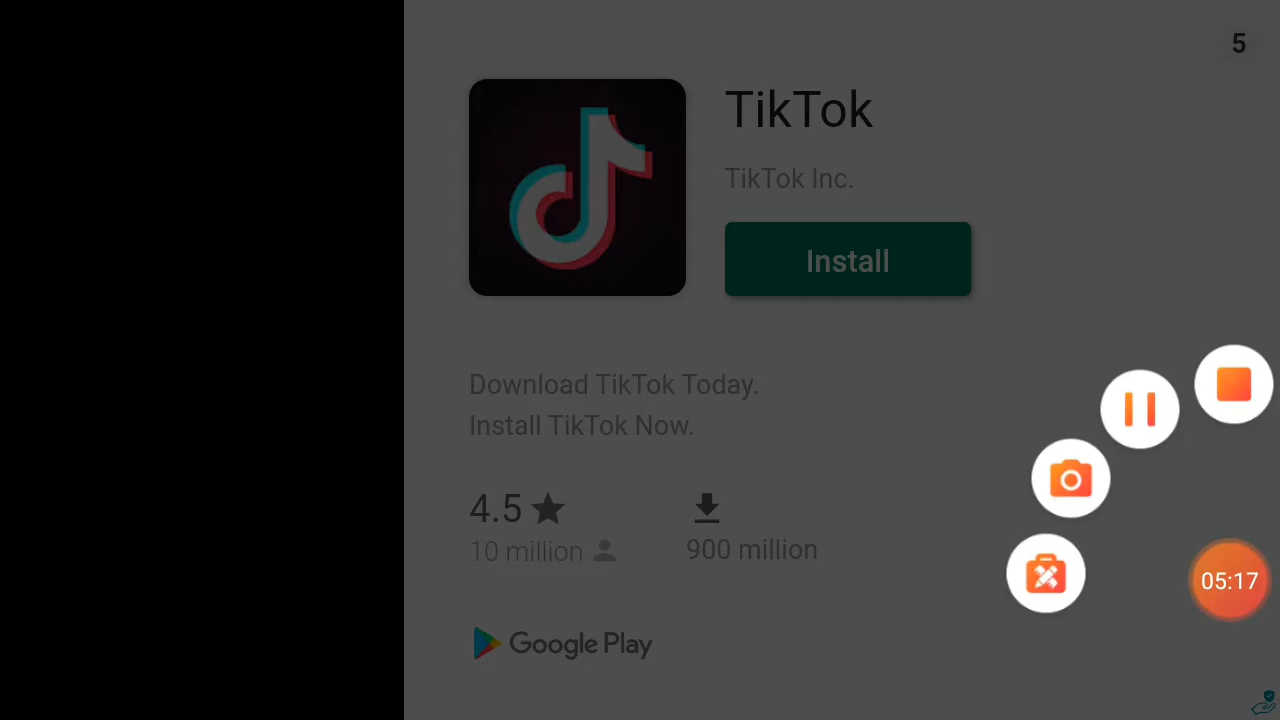 5
TikTok
TikTok Inc.
Install
Download TikTok Today.
Install TikTok Now.
4.5
10 million
900 million
05:17
Google Play